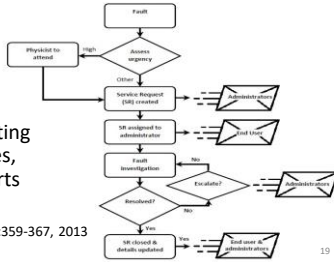 Fault
Physicist to
attend
High
Assess
urgency
Other
Service Request
(SR) created
Administrators
ting
es,
rts
SR assigned to
administrator
End User
Fault
Investigation
No
Escalate?
Administrators
Resolved?
No
Yes
:359-367, 2013
SR closed &
details updated
Yes
End user &
administrators
19